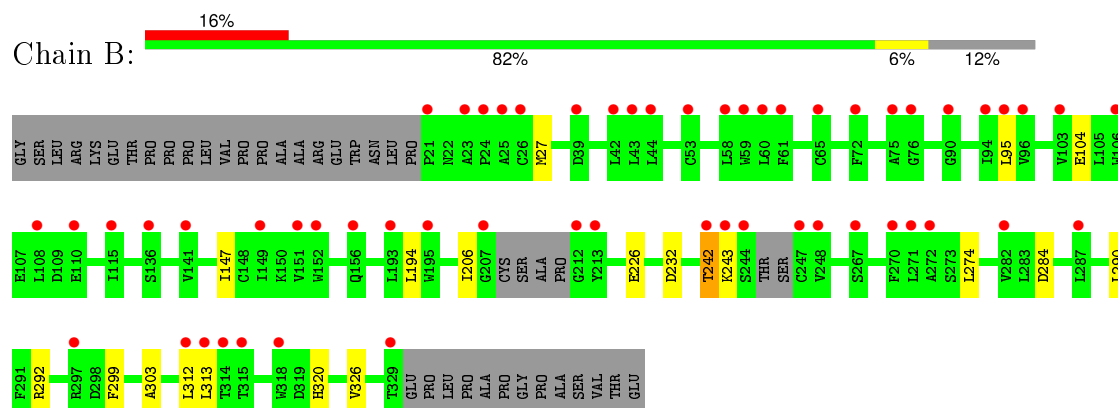 16%
Chain B:
82% 6% 12%
GLY SER LEU ARG LYS GLU THR PRO PRO PRO LEU VAL PRO PRO ALA ALA ARG GLU TRP ASN LEU PRO P21 N22 A23 P24 A25 C26 M27 D39 L42 L43 L44 C53 L58 W59 L60 F61 C65 F72 A75 G76 G90 I94 L95 V96 V103 E104 L105 W106
E107 L108 D109 E110 I115 S136 V141 I147 C148 I149 K150 V151 W152 Q156 L193 L194 W195 I206 G207 CYS SER ALA PRO G212 Y213 E226 D232 T242 K243 S244 THR SER C247 V248 S267 F270 L271 A272 S273 L274 V282 L283 D284 L287 L290
F291 R292 R297 D298 F299 A303 L312 L313 T314 T315 W318 D319 H320 V326 T329 GLU PRO LEU PRO ALA PRO GLY PRO ALA SER VAL THR GLU